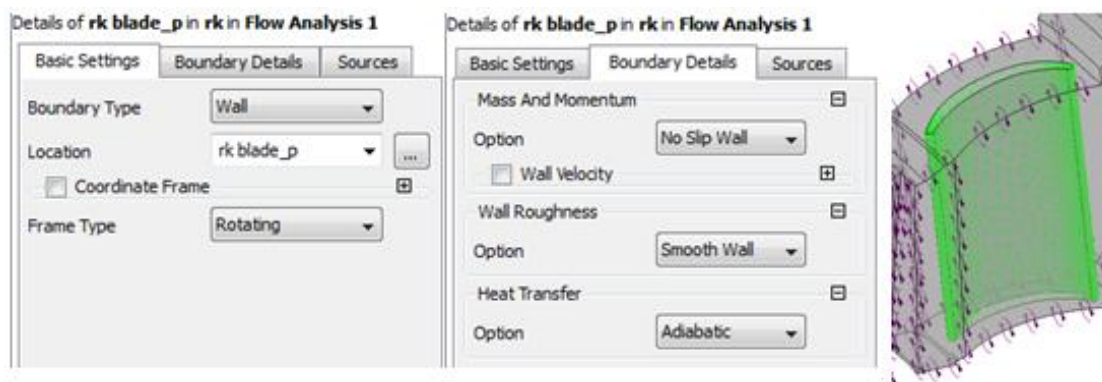 Details of rk blade_p in rk in Flow Analysis 1
Basic Settings Boundary Details Sources
Boundary Type Wall
Location rk blade_p ...
Coordinate Frame
Frame Type Rotating
Details of rk blade_p in rk in Flow Analysis 1
Basic Settings Boundary Details Sources
Mass And Momentum
Option No Slip Wall
Wall Velocity
Wall Roughness
Option Smooth Wall
Heat Transfer
Option Adiabatic